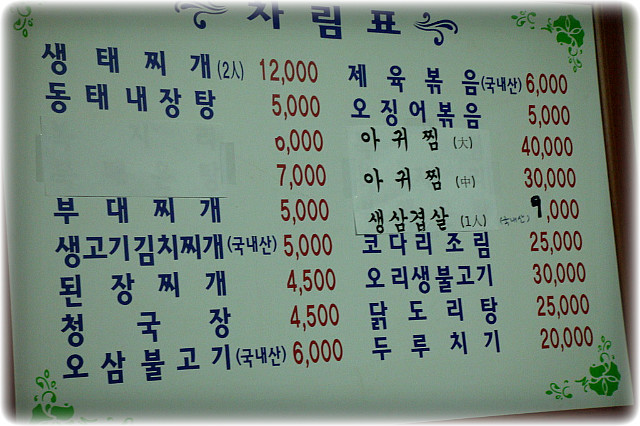 차림표
생태찌개(2人) 12,000
동태내장탕 5,000
6,000
7,000
부대찌개 5,000
생고기김치찌개(국내산) 5,000
된장찌개 4,500
청국장 4,500
오삼불고기(국내산) 6,000
제육볶음(국내산) 6,000
오징어볶음 5,000
아귀찜(大) 40,000
아귀찜(中) 30,000
생삼겹살(1人) (국내산) 9,000
코다리조림 25,000
오리생불고기 30,000
닭도리탕 25,000
두루치기 20,000